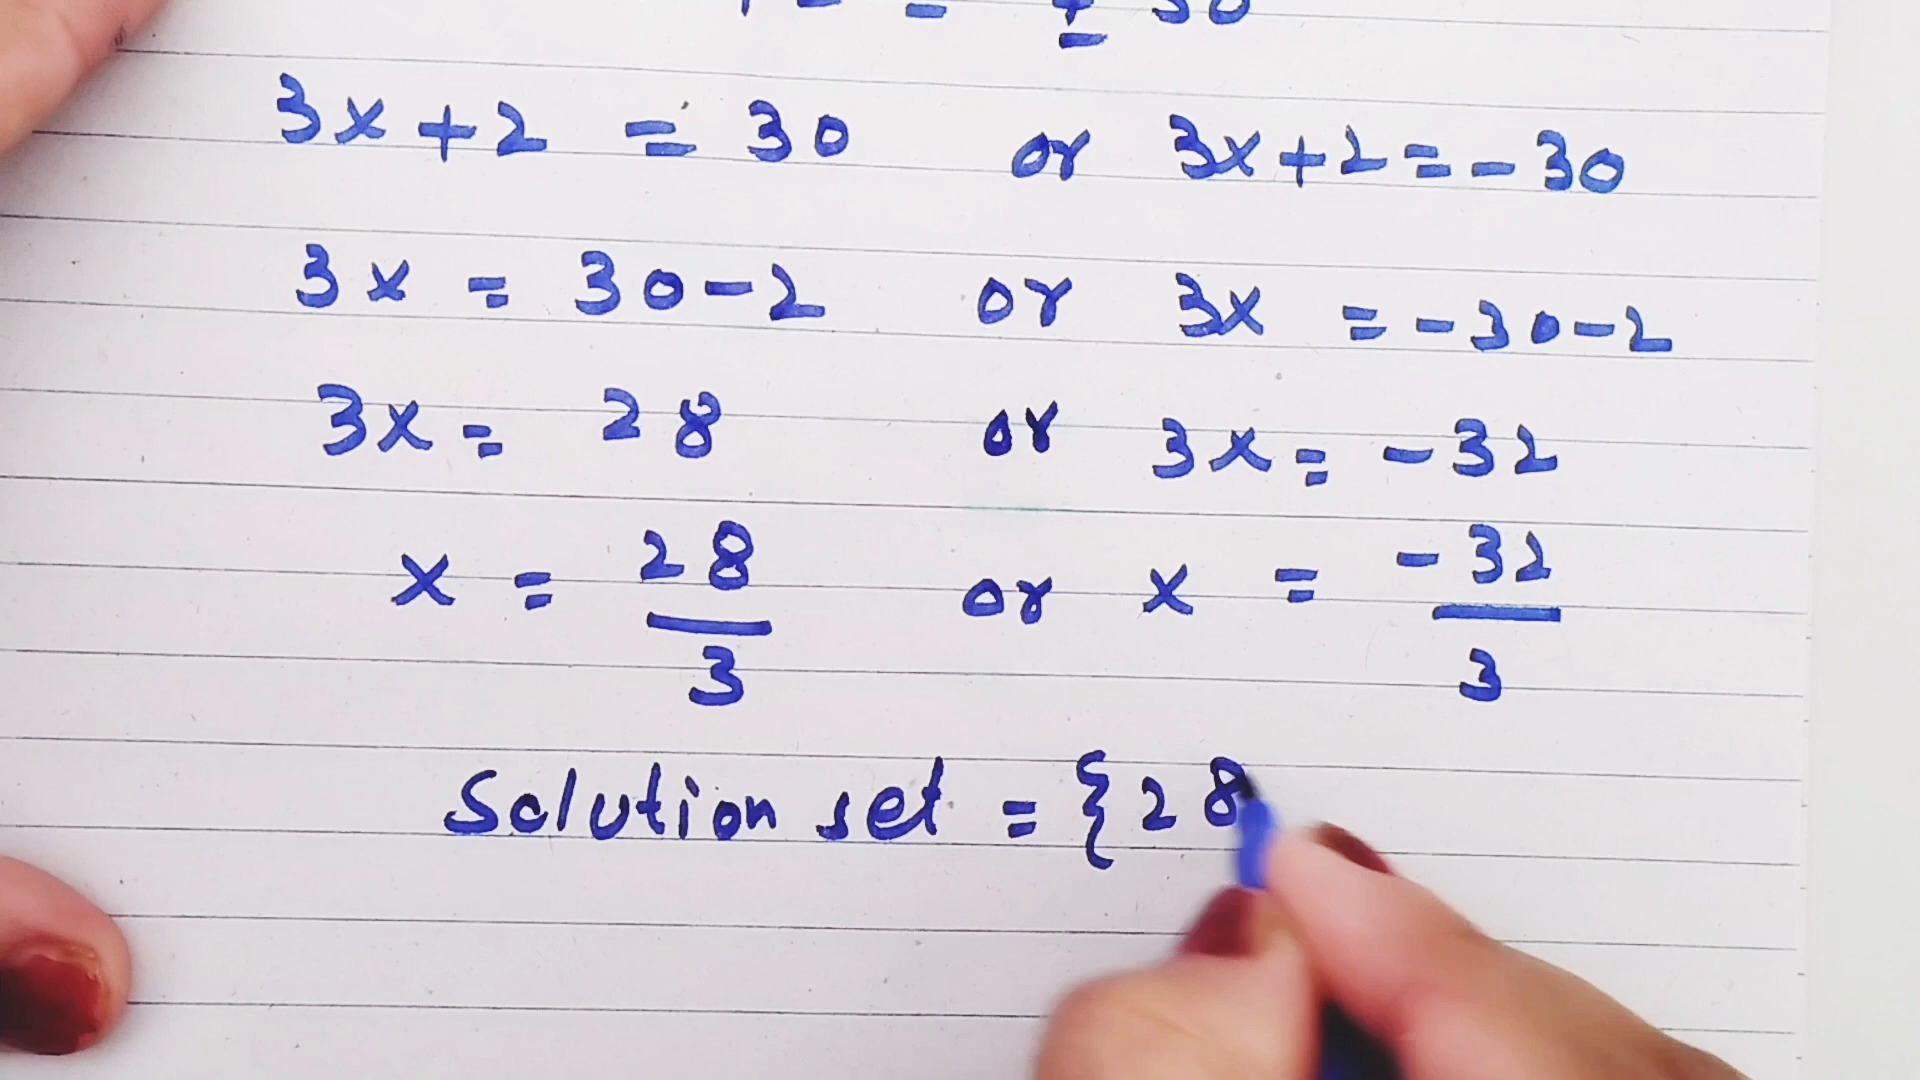 = ± 30
3x + 2 = 30 or 3x + 2 = - 30
3x = 30 - 2 or 3x = - 30 - 2
3x = 28 or 3x = - 32
x = 28/3 or x = -32/3
Solution set = { 28